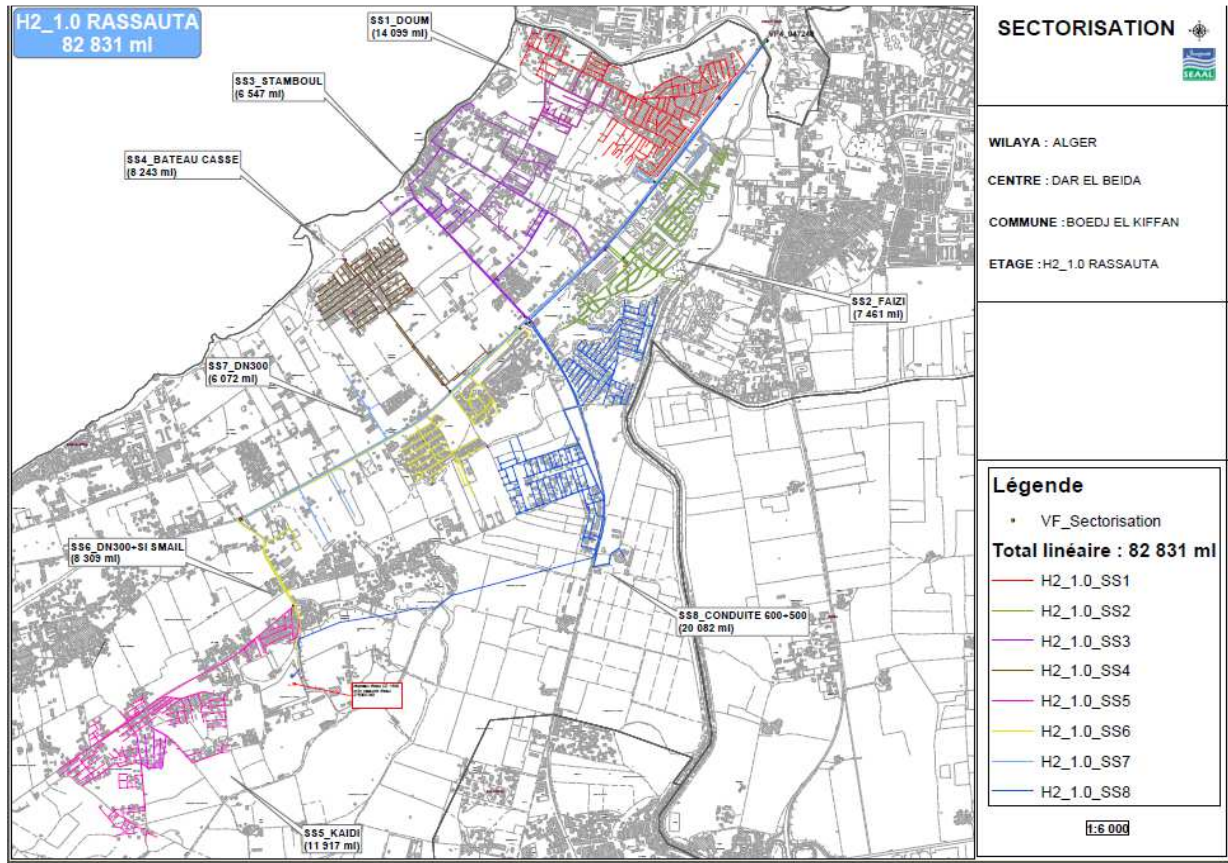 H2_1.0 RASSAUTA
82 831 ml
SS1_DOUM
(14 099 ml)
SS3_STAMBOUL
(6 547 ml)
SS4_BATEAU CASSE
(8 243 ml)
SS2_FAIZI
(7 461 ml)
SS7_DN300
(6 072 ml)
SS6_DN300+SI SMAIL
(8 309 ml)
SS8_CONDUITE 600+500
(20 082 ml)
SS5_KAIDI
(11 917 ml)
SECTORISATION
SEAAL
WILAYA : ALGER
CENTRE : DAR EL BEIDA
COMMUNE : BOEDJ EL KIFFAN
ETAGE : H2_1.0 RASSAUTA
Légende
VF_Sectorisation
Total linéaire : 82 831 ml
H2_1.0_SS1
H2_1.0_SS2
H2_1.0_SS3
H2_1.0_SS4
H2_1.0_SS5
H2_1.0_SS6
H2_1.0_SS7
H2_1.0_SS8
1:6 000